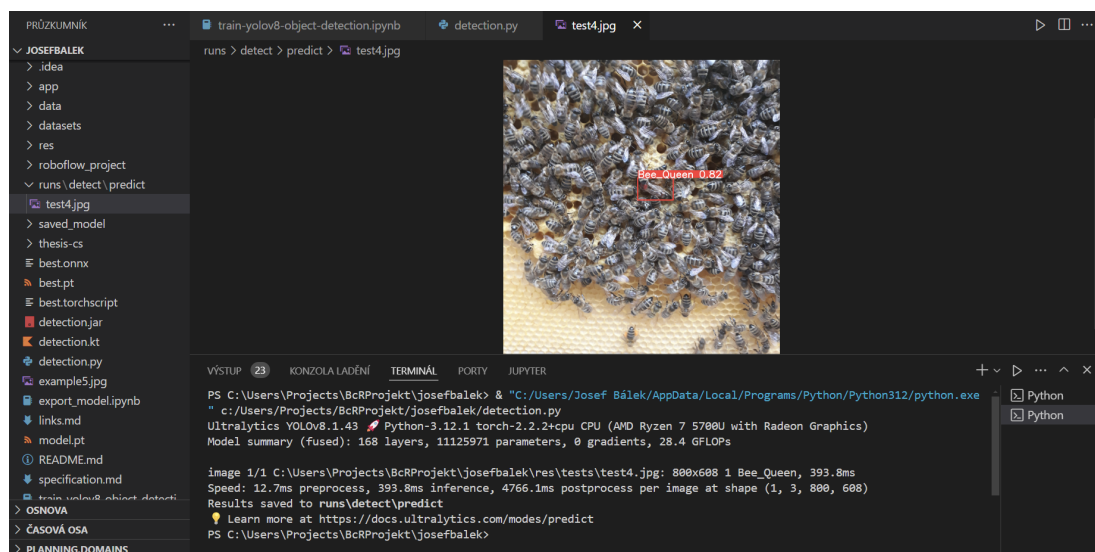 PRŮZKUMNÍK ···
train-yolov8-object-detection.ipynb
detection.py
test4.jpg ×
JOSEFBALEK
runs > detect > predict > test4.jpg
> .idea
> app
> data
> datasets
> res
> roboflow_project
runs \ detect \ predict
test4.jpg
> saved_model
> thesis-cs
best.onnx
best.pt
best.torchscript
detection.jar
detection.kt
detection.py
example5.jpg
export_model.ipynb
links.md
model.pt
README.md
specification.md
train-yolov8-object-detecti...
> OSNOVA
> ČASOVÁ OSA
> PLANNING.DOMAINS
Bee_Queen 0.82
VÝSTUP 23 KONZOLA LADĚNÍ TERMINÁL PORTY JUPYTER
PS C:\Users\Projects\BcRProjekt\josefbalek> & "C:/Users/Josef Bálek/AppData/Local/Programs/Python/Python312/python.exe
" c:/Users/Projects/BcRProjekt/josefbalek/detection.py
Ultralytics YOLOv8.1.43 🚀 Python-3.12.1 torch-2.2.2+cpu CPU (AMD Ryzen 7 5700U with Radeon Graphics)
Model summary (fused): 168 layers, 11125971 parameters, 0 gradients, 28.4 GFLOPs
image 1/1 C:\Users\Projects\BcRProjekt\josefbalek\res\tests\test4.jpg: 800x608 1 Bee_Queen, 393.8ms
Speed: 12.7ms preprocess, 393.8ms inference, 4766.1ms postprocess per image at shape (1, 3, 800, 608)
Results saved to runs\detect\predict
💡 Learn more at https://docs.ultralytics.com/modes/predict
PS C:\Users\Projects\BcRProjekt\josefbalek>
Python
Python